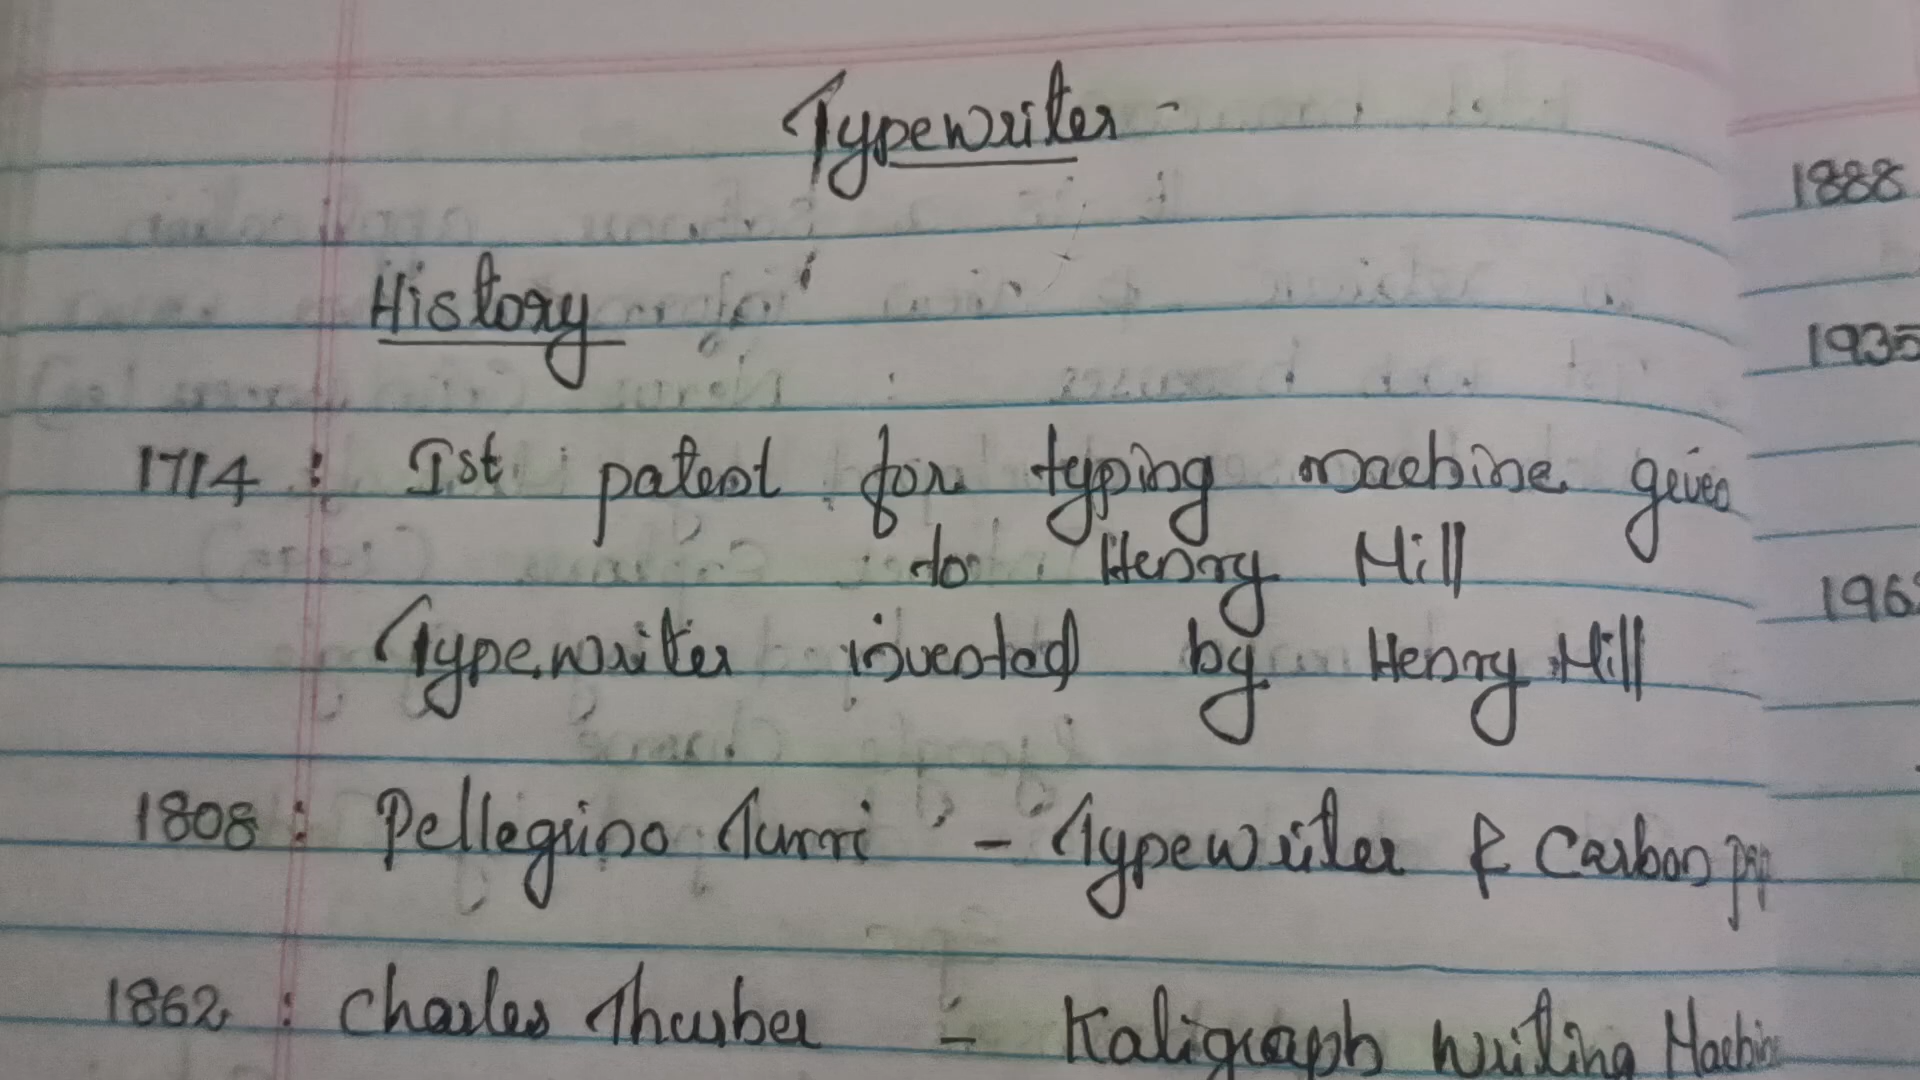 Typewriter -
History
1714 : Ist patent for typing machine given
to Henry Mill
Typewriter invented by Henry Mill
1808 : Pellegrino Turri - Typewriter & Carbon
1862 : Charles Thurber - Kaligraph writing Machine
1888
1935